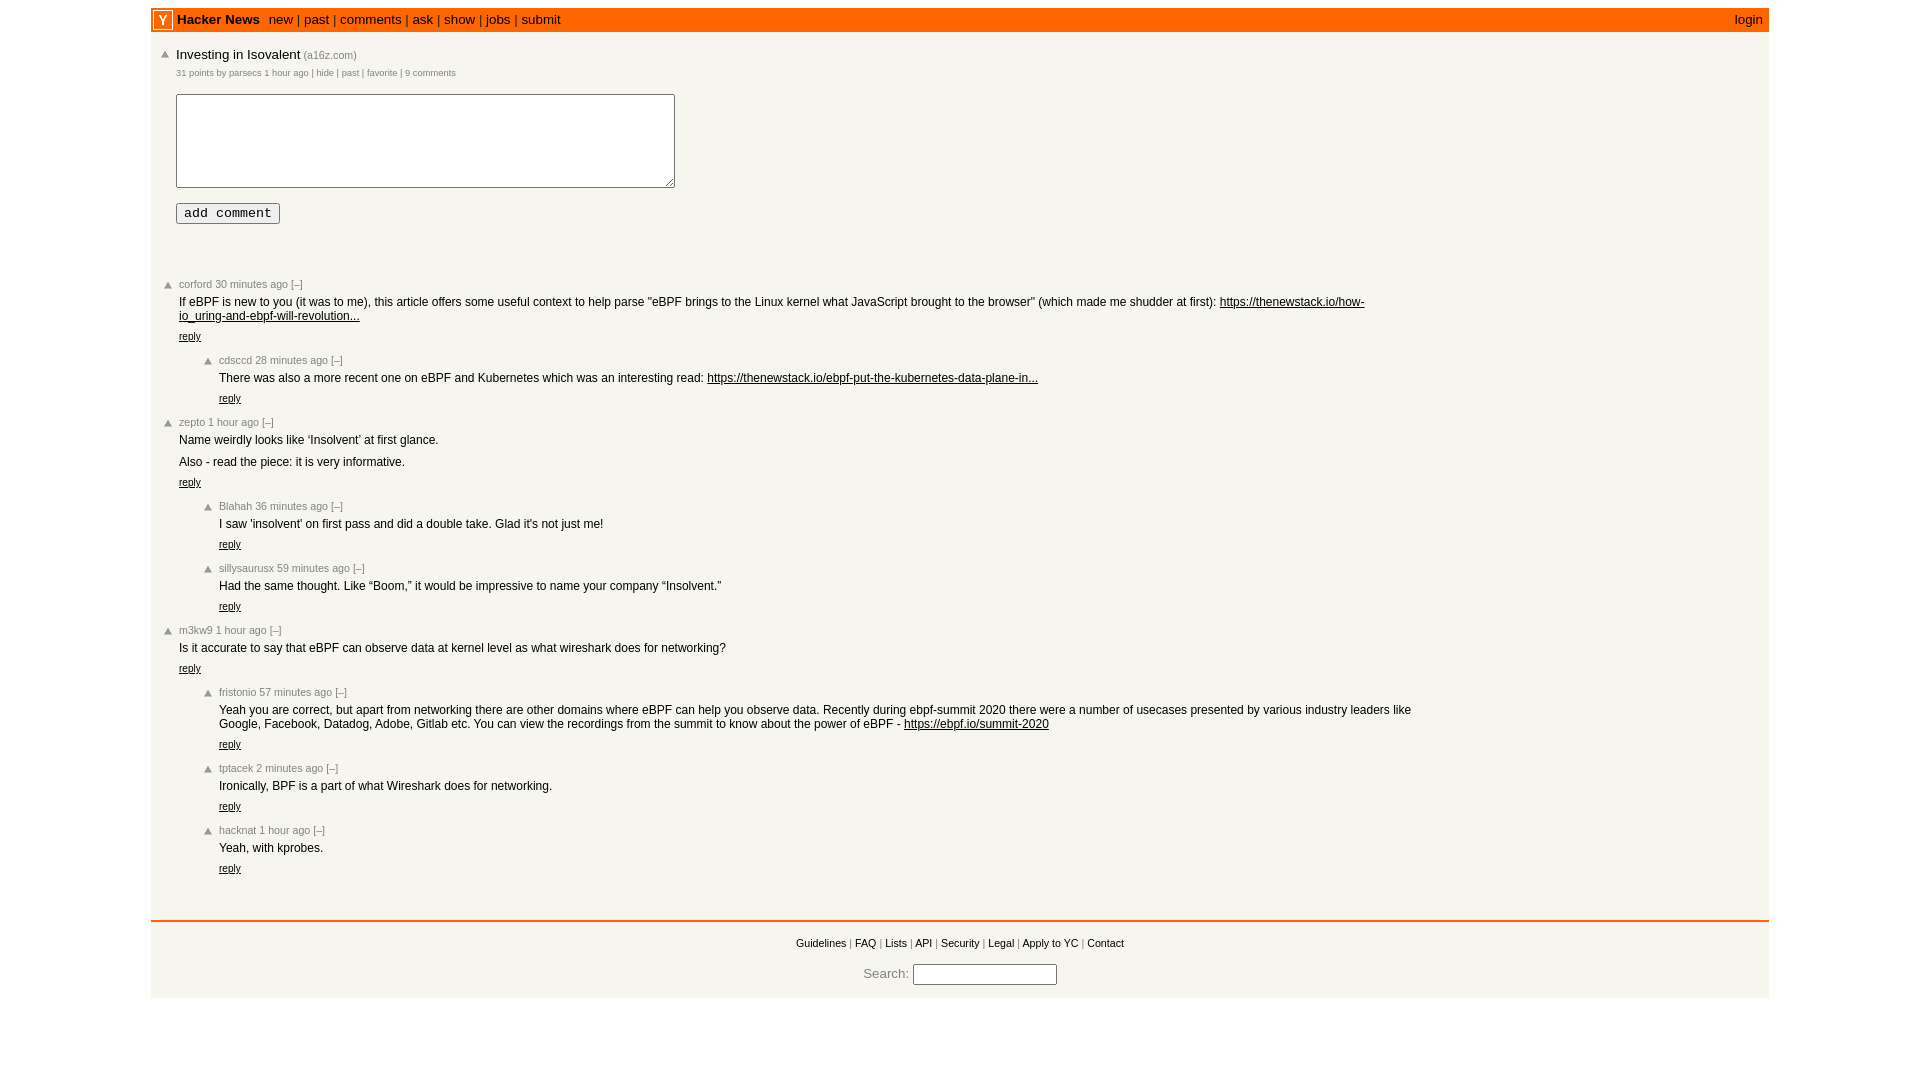 Y Hacker News new | past | comments | ask | show | jobs | submit login
Investing in Isovalent (a16z.com)
31 points by parsecs 1 hour ago | hide | past | favorite | 9 comments
add comment
corford 30 minutes ago [–]
If eBPF is new to you (it was to me), this article offers some useful context to help parse "eBPF brings to the Linux kernel what JavaScript brought to the browser" (which made me shudder at first): https://thenewstack.io/how-
io_uring-and-ebpf-will-revolution...
reply
cdsccd 28 minutes ago [–]
There was also a more recent one on eBPF and Kubernetes which was an interesting read: https://thenewstack.io/ebpf-put-the-kubernetes-data-plane-in...
reply
zepto 1 hour ago [–]
Name weirdly looks like ‘Insolvent’ at first glance.
Also - read the piece: it is very informative.
reply
Blahah 36 minutes ago [–]
I saw 'insolvent' on first pass and did a double take. Glad it's not just me!
reply
sillysaurusx 59 minutes ago [–]
Had the same thought. Like “Boom,” it would be impressive to name your company “Insolvent.”
reply
m3kw9 1 hour ago [–]
Is it accurate to say that eBPF can observe data at kernel level as what wireshark does for networking?
reply
fristonio 57 minutes ago [–]
Yeah you are correct, but apart from networking there are other domains where eBPF can help you observe data. Recently during ebpf-summit 2020 there were a number of usecases presented by various industry leaders like
Google, Facebook, Datadog, Adobe, Gitlab etc. You can view the recordings from the summit to know about the power of eBPF - https://ebpf.io/summit-2020
reply
tptacek 2 minutes ago [–]
Ironically, BPF is a part of what Wireshark does for networking.
reply
hacknat 1 hour ago [–]
Yeah, with kprobes.
reply
Guidelines | FAQ | Lists | API | Security | Legal | Apply to YC | Contact
Search: